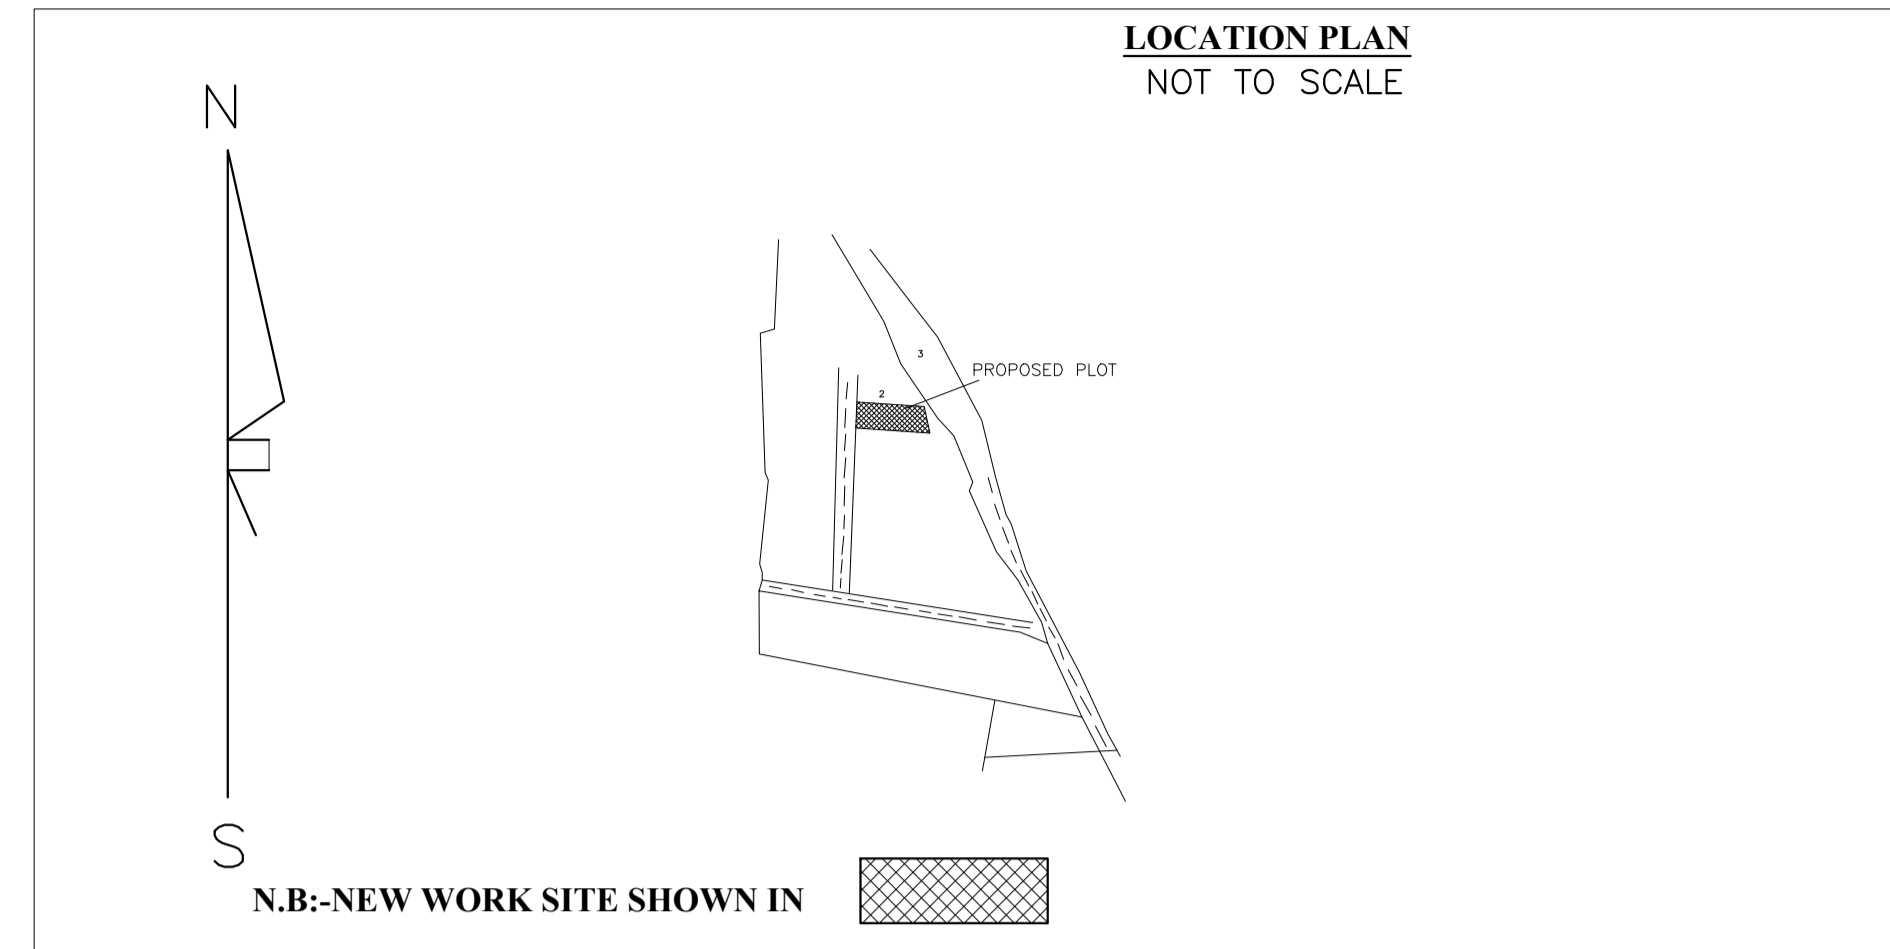 LOCATION PLAN
NOT TO SCALE
N
3
PROPOSED PLOT
2
S
N.B:-NEW WORK SITE SHOWN IN